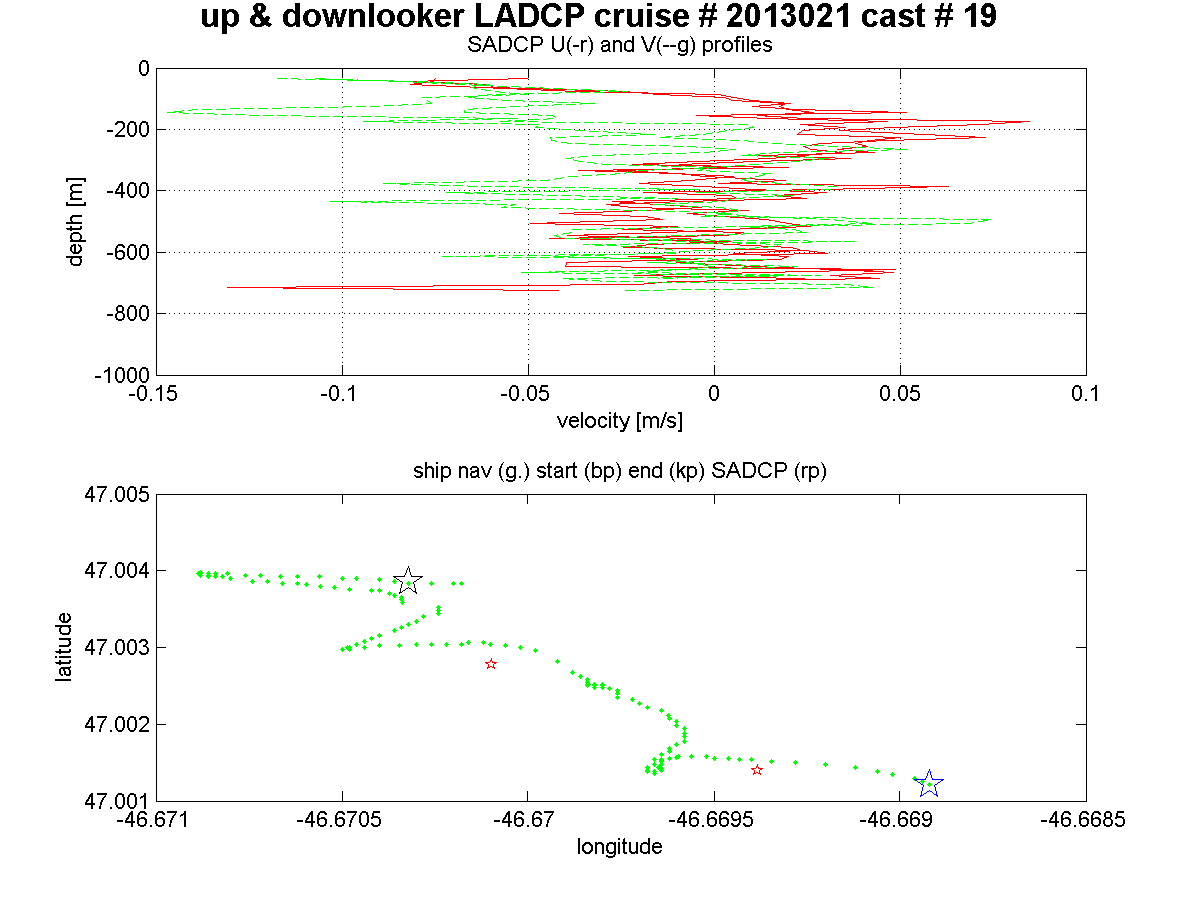 up & downlooker LADCP cruise # 2013021 cast # 19
SADCP U(-r) and V(--g) profiles
0
-200
-400
-600
-800
-1000
depth [m]
-0.15 -0.1 -0.05 0 0.05 0.1
velocity [m/s]
ship nav (g.) start (bp) end (kp) SADCP (rp)
47.005
47.004
47.003
47.002
47.001
latitude
-46.671 -46.6705 -46.67 -46.6695 -46.669 -46.6685
longitude